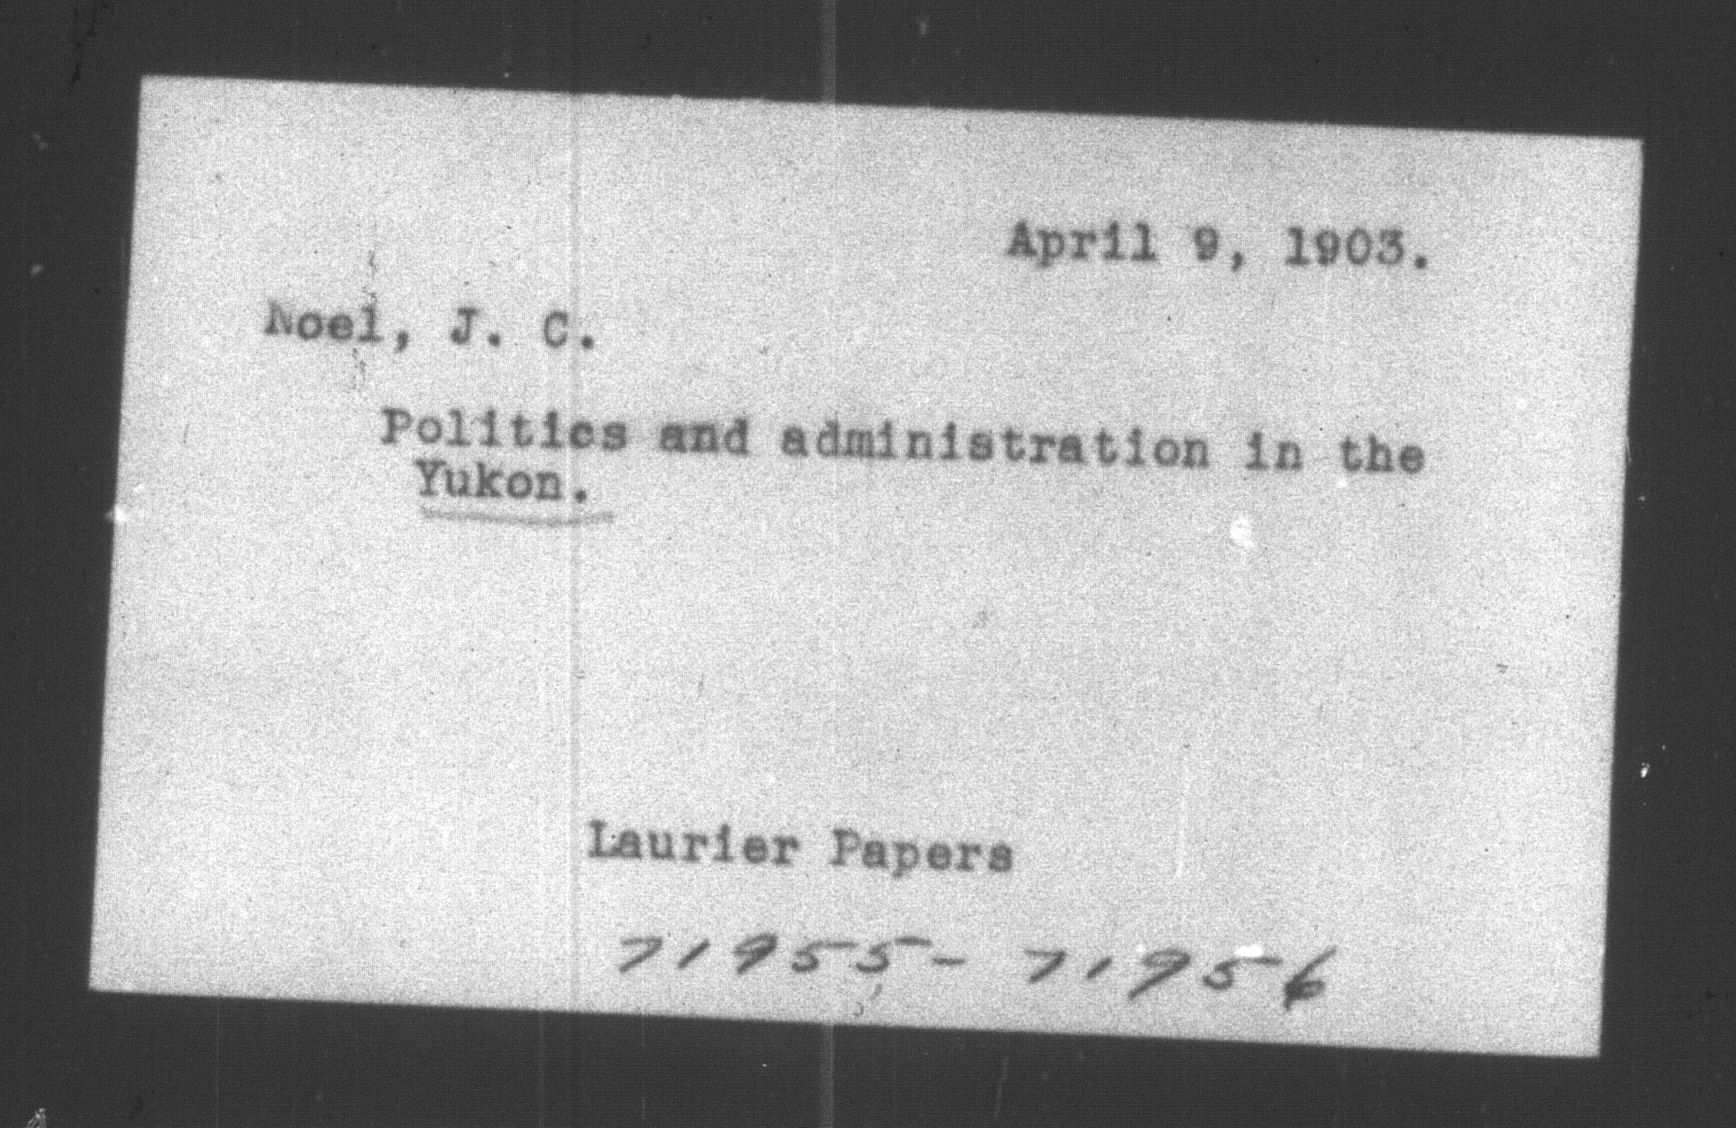 April 9, 1903.
Noel, J. C.
Politics and administration in the
Yukon.
Laurier Papers
71955-71956